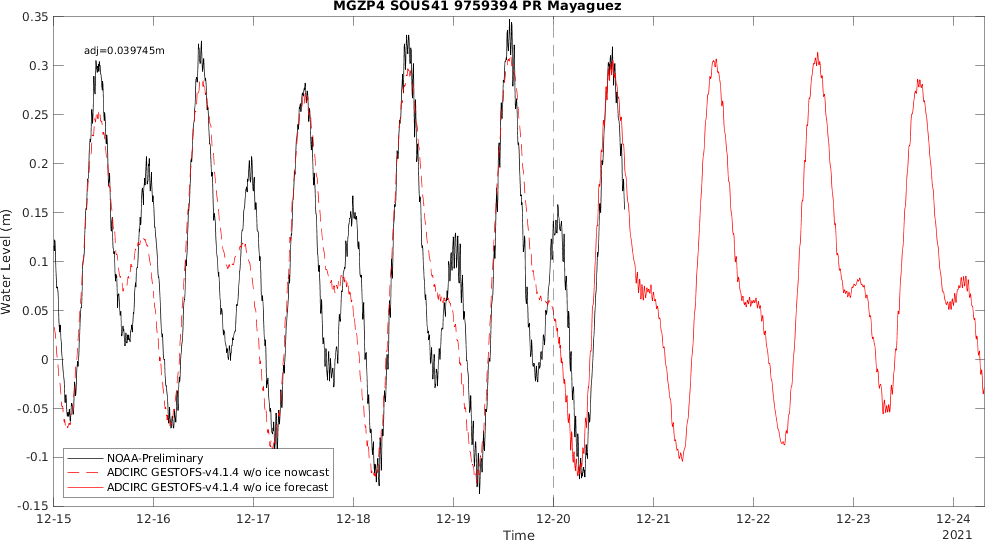 MGZP4 SOUS41 9759394 PR Mayaguez
adj=0.039745m
Water Level (m)
0.35
0.3
0.25
0.2
0.15
0.1
0.05
0
-0.05
-0.1
-0.15
NOAA-Preliminary
ADCIRC GESTOFS-v4.1.4 w/o ice nowcast
ADCIRC GESTOFS-v4.1.4 w/o ice forecast
12-15 12-16 12-17 12-18 12-19 12-20 12-21 12-22 12-23 12-24
Time
2021